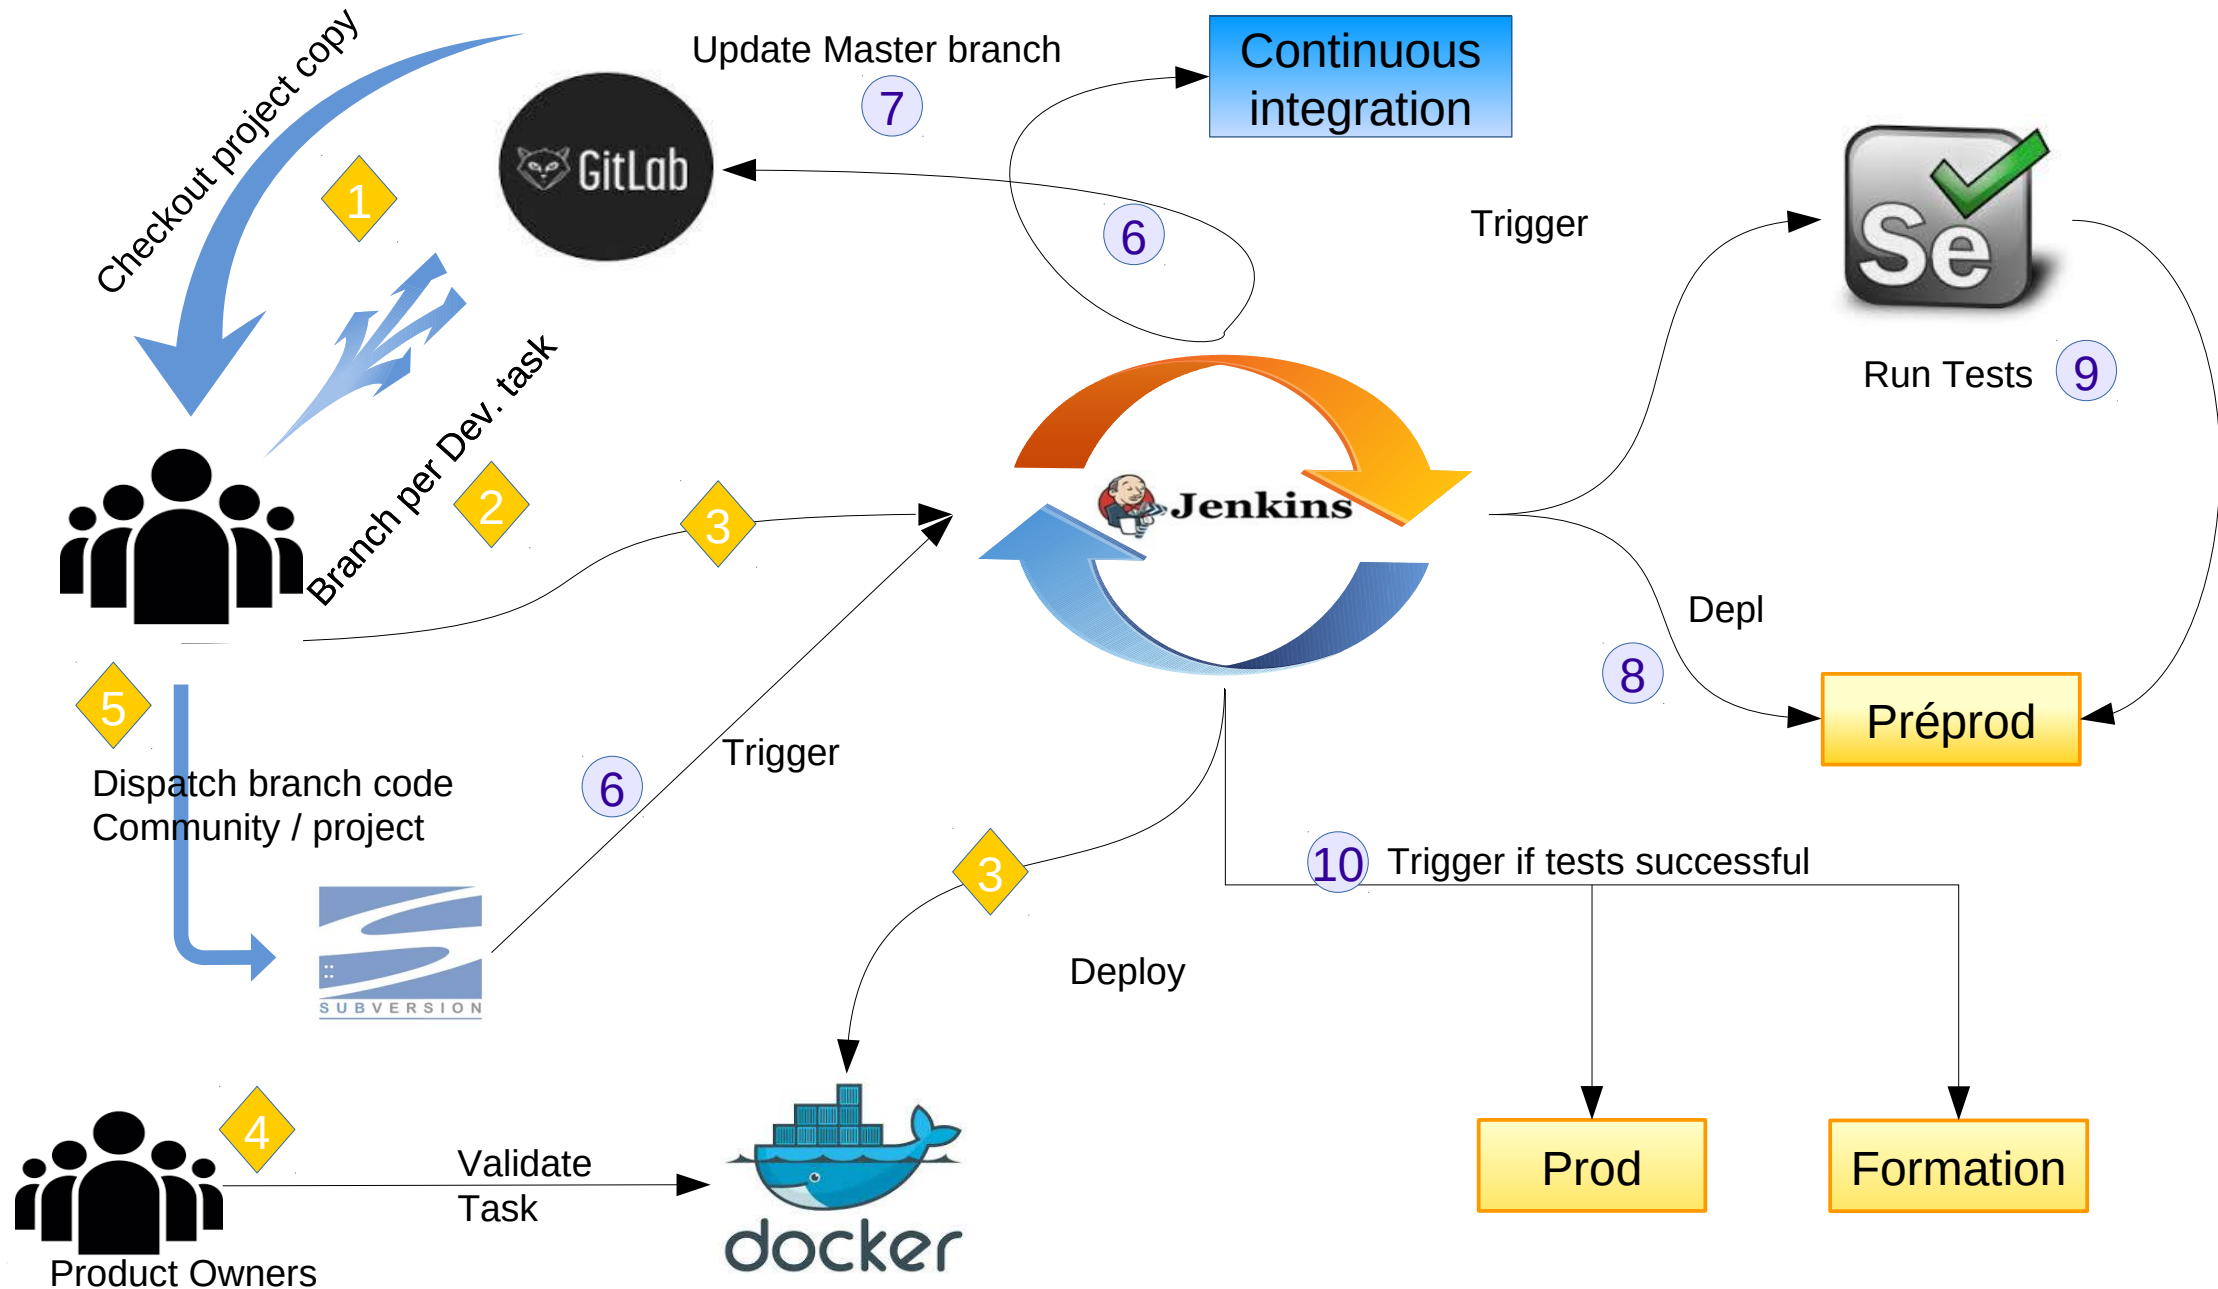 Checkout project copy
Update Master branch
7
Continuous
integration
GitLab
1
6
Trigger
Se
Run Tests
9
Branch per Dev. task
2
3
Jenkins
Depl
8
Préprod
5
Dispatch branch code
Community / project
6
Trigger
3
10
Trigger if tests successful
Deploy
SUBVERSION
4
Validate
Task
docker
Prod
Formation
Product Owners